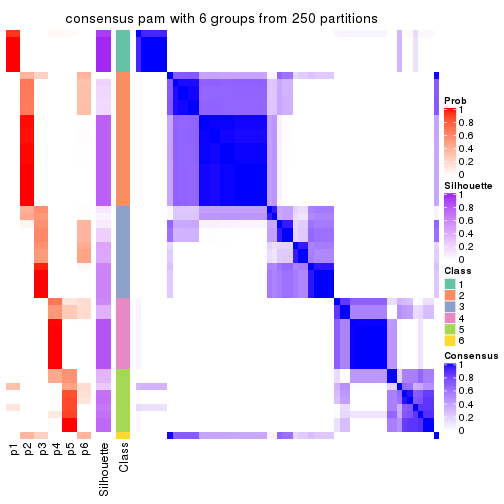 consensus pam with 6 groups from 250 partitions
Prob
1
0.8
0.6
0.4
0.2
0
Silhouette
1
0.8
0.6
0.4
0.2
0
Class
1
2
3
4
5
6
Consensus
1
0.8
0.6
0.4
0.2
0
p1
p2
p3
p4
p5
p6
Silhouette
Class